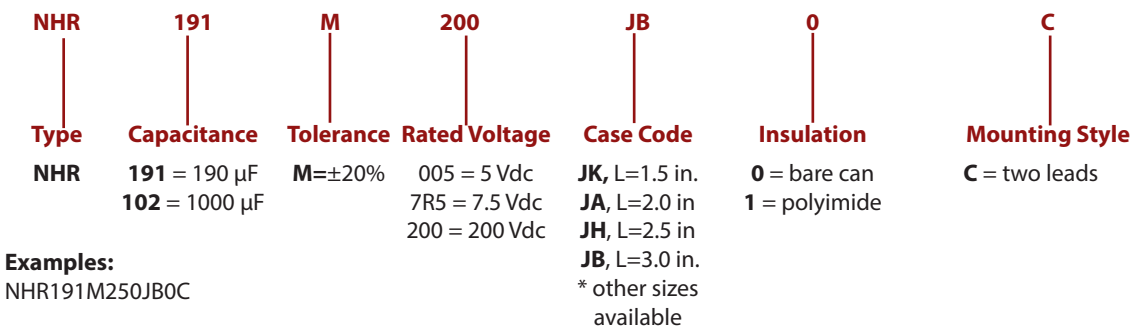 NHR 191 M 200 JB 0 C
Type Capacitance Tolerance Rated Voltage Case Code Insulation Mounting Style
NHR 191 = 190 µF M=±20% 005 = 5 Vdc JK, L=1.5 in. 0 = bare can C = two leads
102 = 1000 µF 7R5 = 7.5 Vdc JA, L=2.0 in 1 = polyimide
200 = 200 Vdc JH, L=2.5 in
Examples: JB, L=3.0 in.
NHR191M250JB0C * other sizes
available